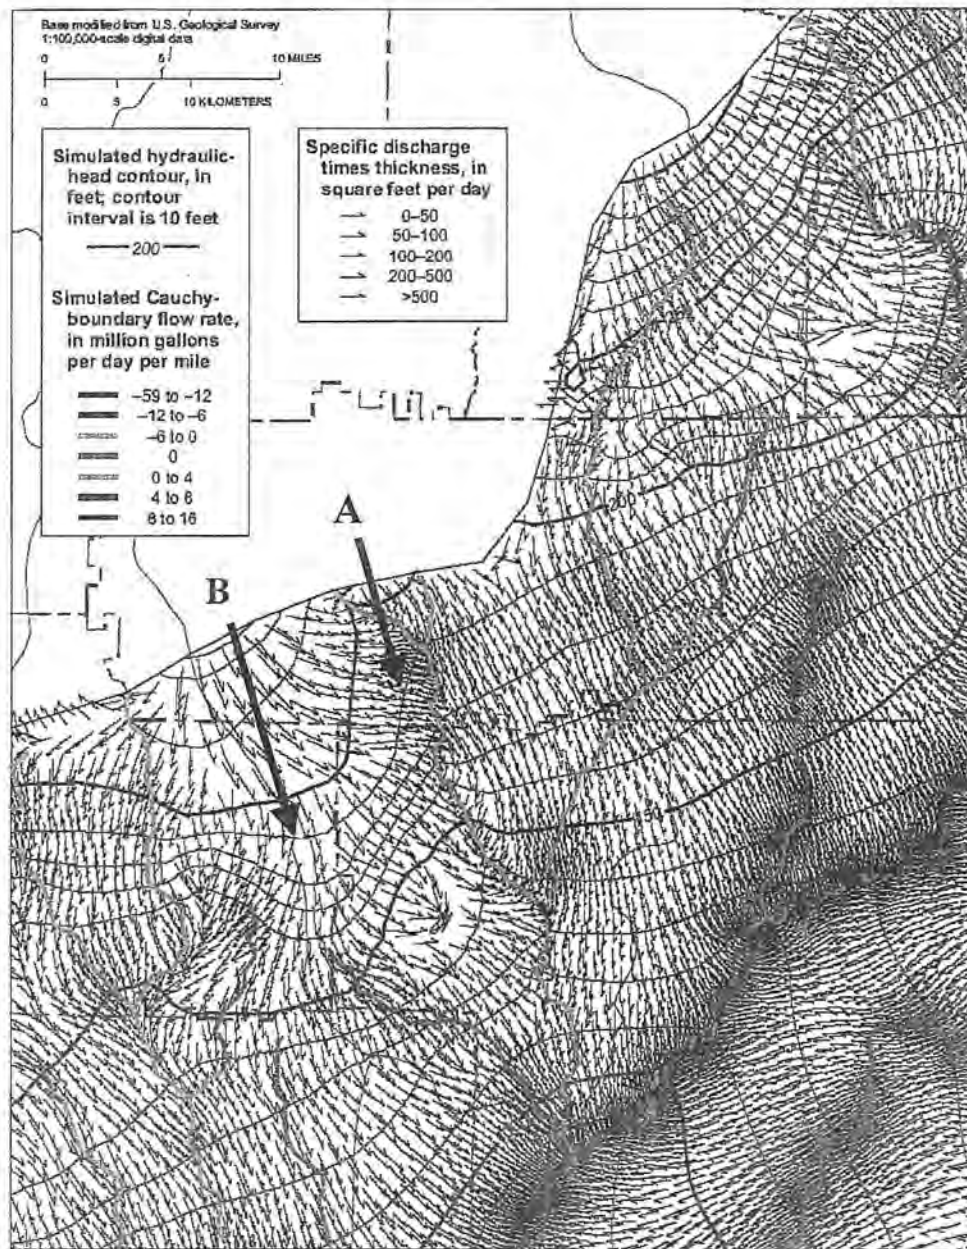 Base modified from U.S. Geological Survey
1:100,000-scale digital data
0 5 10 MILES
0 5 10 KILOMETERS
Simulated hydraulic-
head contour, in
feet; contour
interval is 10 feet
200
Simulated Cauchy-
boundary flow rate,
in million gallons
per day per mile
−59 to −12
−12 to −6
−6 to 0
0
0 to 4
4 to 8
8 to 16
Specific discharge
times thickness, in
square feet per day
0–50
50–100
100–200
200–500
>500
A
B
200